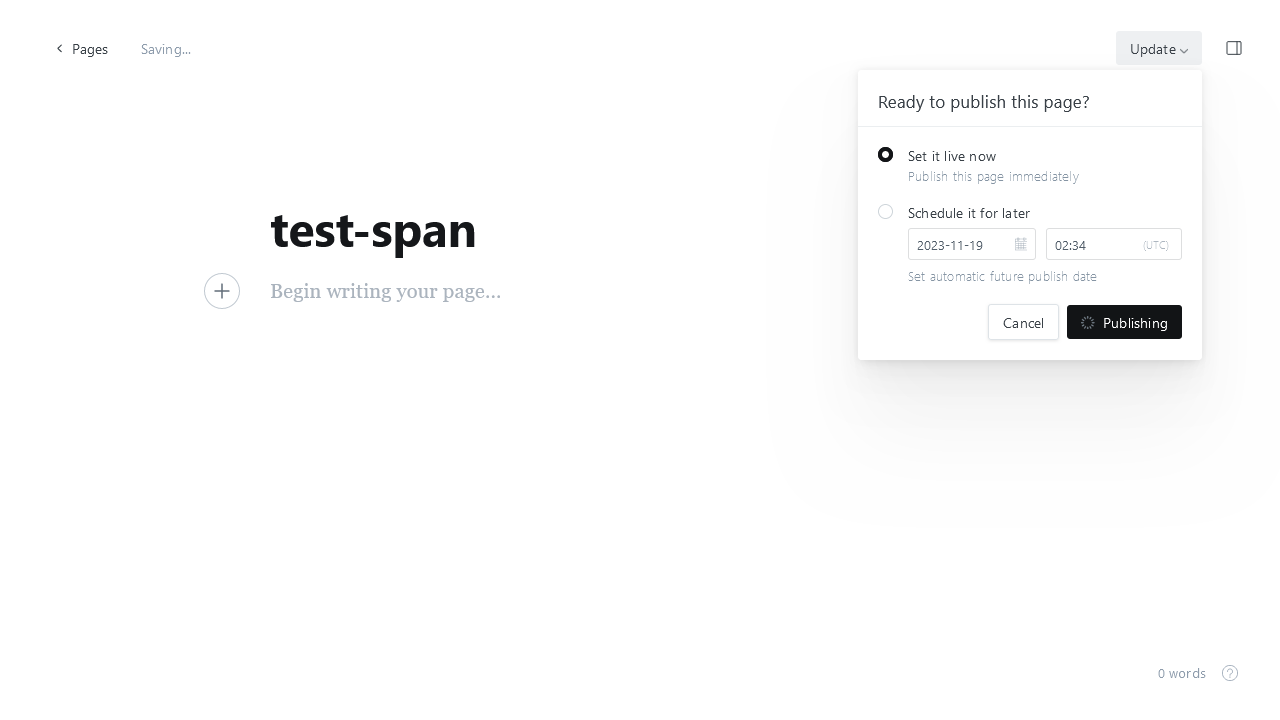 Pages
Saving...
Update
Ready to publish this page?
Set it live now
Publish this page immediately
test-span
Schedule it for later
2023-11-19
02:34
(UTC)
Set automatic future publish date
Begin writing your page...
Cancel
Publishing
0 words
?